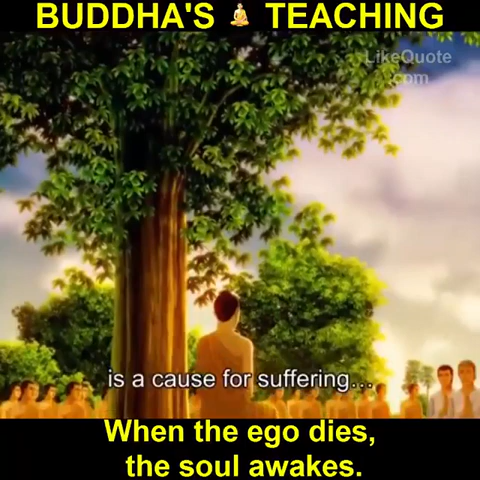 BUDDHA'S 🧘 TEACHING
LikeQuote
.com
is a cause for suffering...
When the ego dies,
the soul awakes.